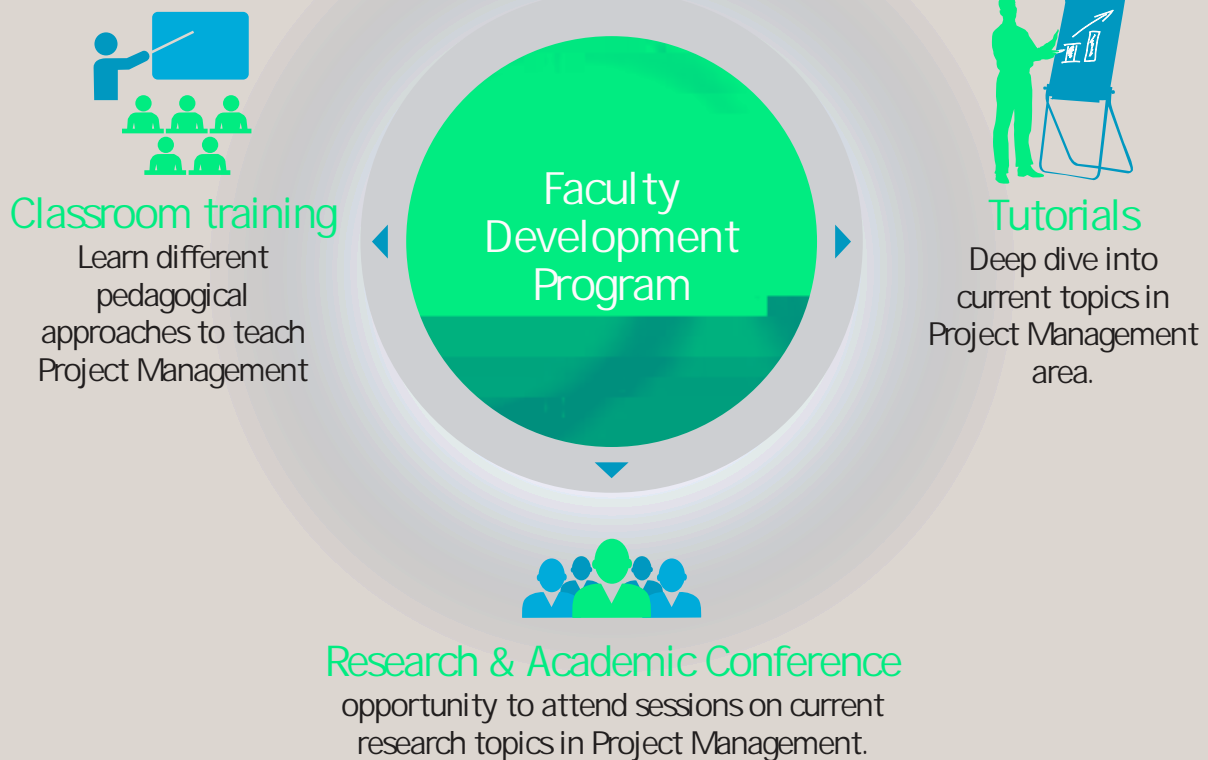 Faculty
Development
Program
Classroom training
Learn different
pedagogical
approaches to teach
Project Management
Tutorials
Deep dive into
current topics in
Project Management
area.
Research & Academic Conference
opportunity to attend sessions on current
research topics in Project Management.